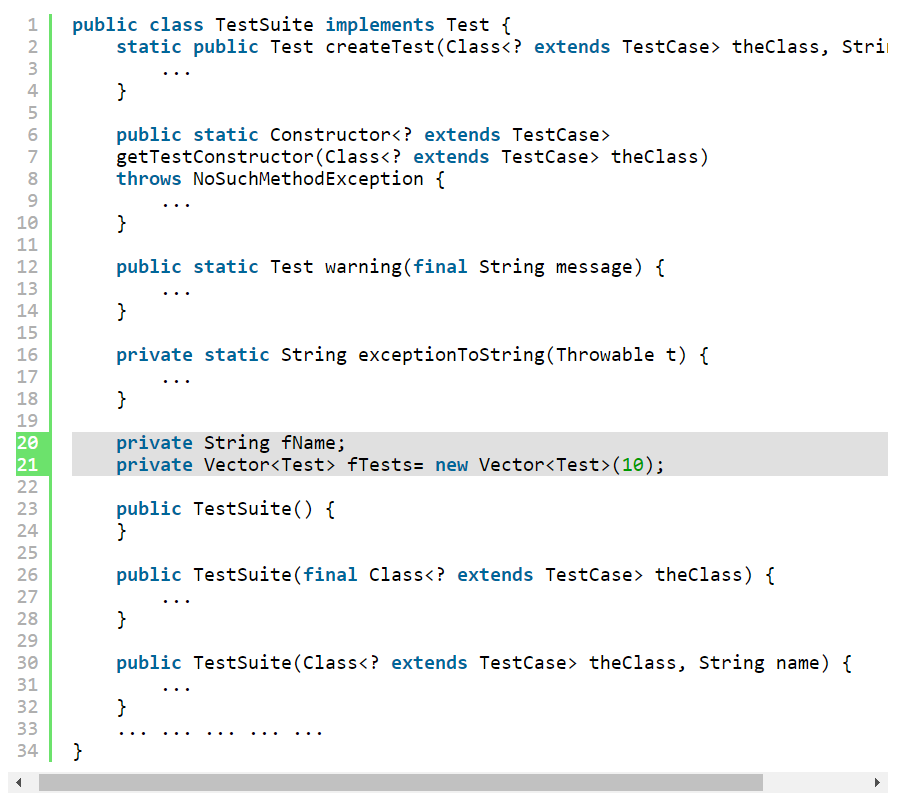 1 public class TestSuite implements Test {
2 static public Test createTest(Class<? extends TestCase> theClass,
3 ...
4 }
5
6 public static Constructor<? extends TestCase>
7 getTestConstructor(Class<? extends TestCase> theClass)
8 throws NoSuchMethodException {
9 ...
10 }
11
12 public static Test warning(final String message) {
13 ...
14 }
15
16 private static String exceptionToString(Throwable t) {
17 ...
18 }
19
20 private String fName;
21 private Vector<Test> fTests= new Vector<Test>(10);
22
23 public TestSuite() {
24 }
25
26 public TestSuite(final Class<? extends TestCase> theClass) {
27 ...
28 }
29
30 public TestSuite(Class<? extends TestCase> theClass, String name) {
31 ...
32 }
33 ... ... ... ... ...
34 }